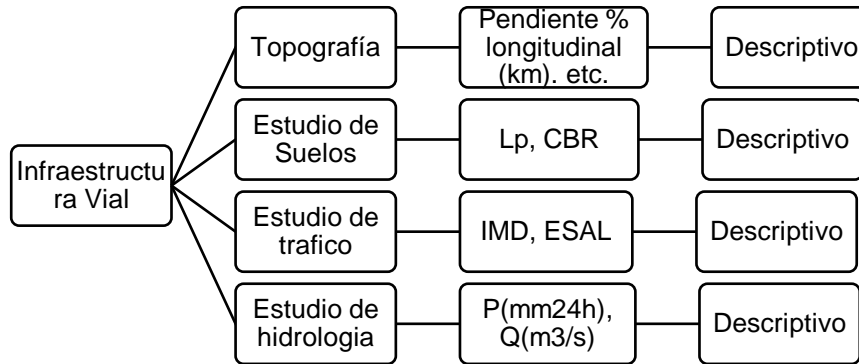 Topografía
Pendiente %
longitudinal
(km). etc.
Descriptivo
Estudio de
Suelos
Lp, CBR
Descriptivo
Infraestructu
ra Vial
Estudio de
trafico
IMD, ESAL
Descriptivo
Estudio de
hidrologia
P(mm24h),
Q(m3/s)
Descriptivo